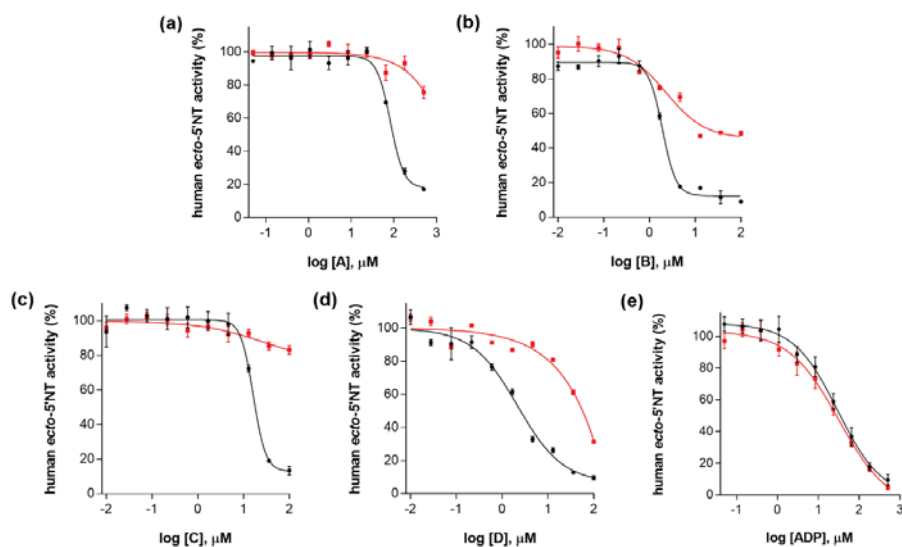 (a)
human ecto-5'NT activity (%)
120
100
80
60
40
20
0
-1 0 1 2 3
log [A], μM
(b)
human ecto-5'NT activity (%)
100
80
60
40
20
0
-2 -1 0 1 2
log [B], μM
(c)
human ecto-5'NT activity (%)
100
80
60
40
20
0
-2 -1 0 1 2
log [C], μM
(d)
human ecto-5'NT activity (%)
100
80
60
40
20
0
-2 -1 0 1 2
log [D], μM
(e)
human ecto-5'NT activity (%)
120
100
80
60
40
20
0
-1 0 1 2 3
log [ADP], μM